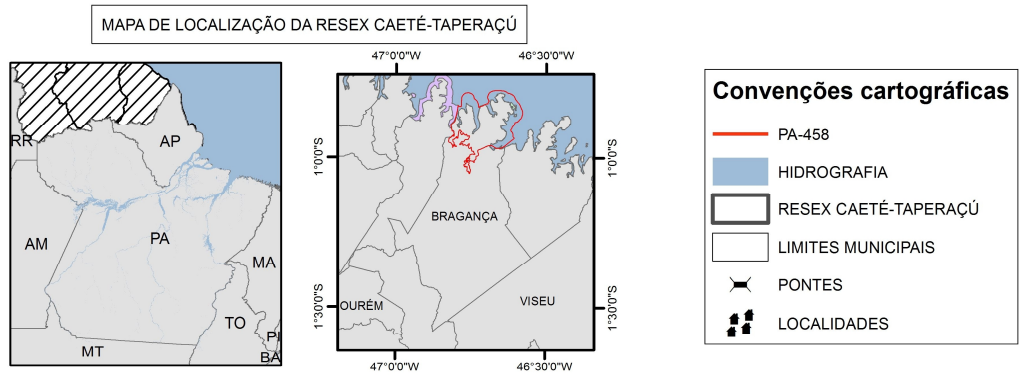 MAPA DE LOCALIZAÇÃO DA RESEX CAETÉ-TAPERAÇÚ
RR
AP
AM
PA
MA
TO
PI
BA
MT
47°0'0"W
46°30'0"W
1°0'0"S
1°0'0"S
BRAGANÇA
OURÉM
VISEU
1°30'0"S
1°30'0"S
47°0'0"W
46°30'0"W
Convenções cartográficas
PA-458
HIDROGRAFIA
RESEX CAETÉ-TAPERAÇÚ
LIMITES MUNICIPAIS
PONTES
LOCALIDADES